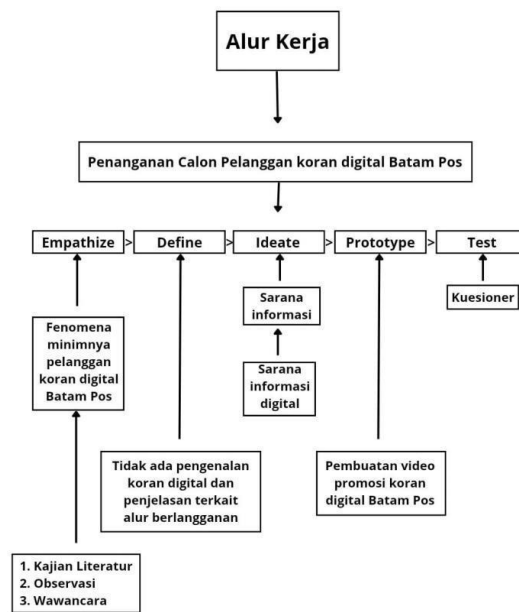 Alur Kerja
Penanganan Calon Pelanggan koran digital Batam Pos
Empathize > Define > Ideate > Prototype > Test
Sarana
informasi
Kuesioner
Fenomena
minimnya
pelanggan
koran digital
Batam Pos
Sarana
informasi
digital
Tidak ada pengenalan
koran digital dan
penjelasan terkait
alur berlangganan
Pembuatan video
promosi koran
digital Batam Pos
1. Kajian Literatur
2. Observasi
3. Wawancara